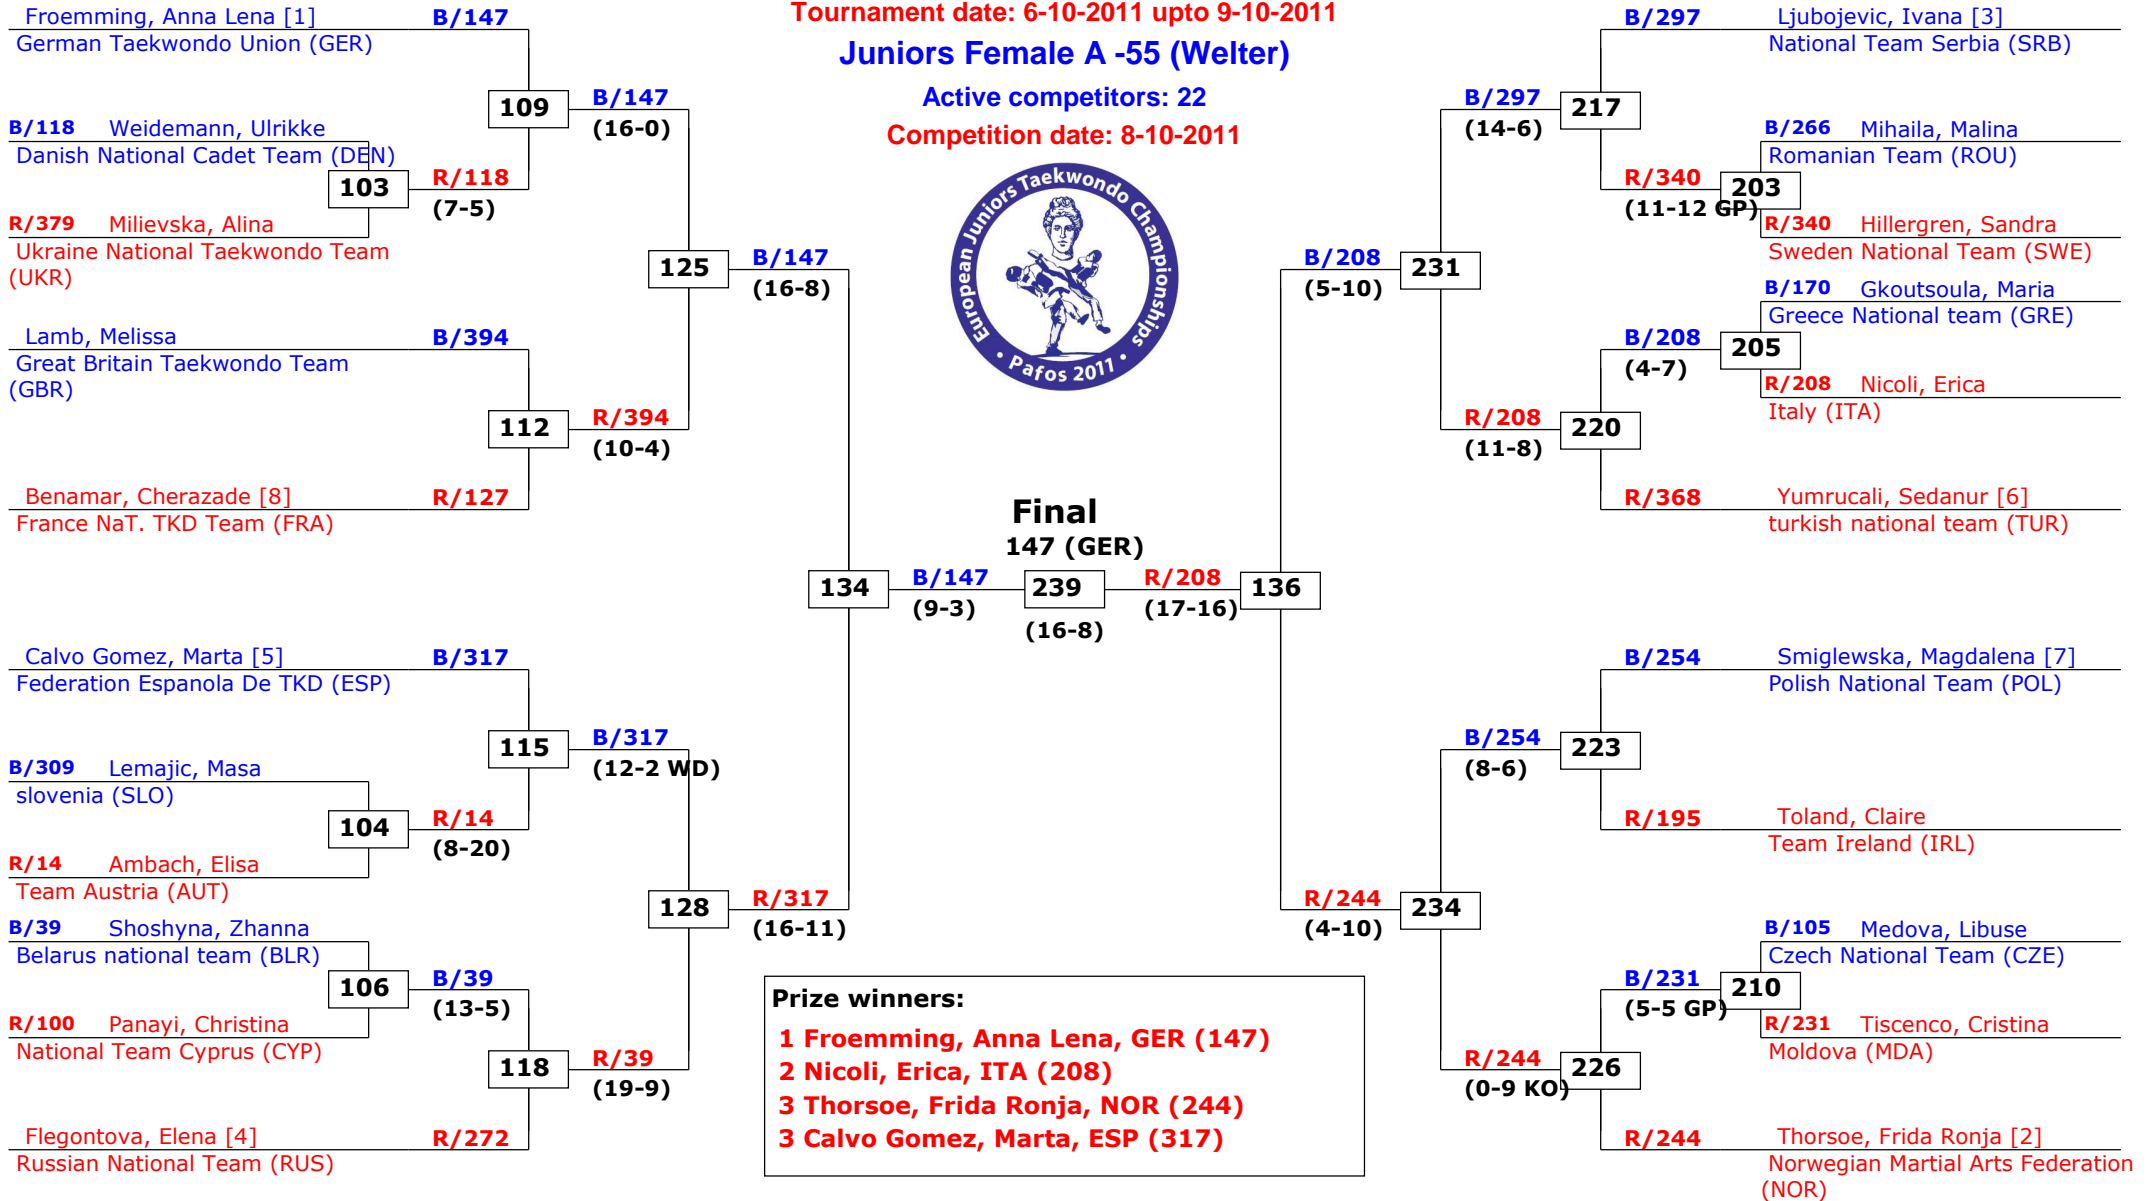 Tournament date: 6-10-2011 upto 9-10-2011
Juniors Female A -55 (Welter)
Active competitors: 22
Competition date: 8-10-2011
European Juniors Taekwondo Championships
• Pafos 2011 •
Froemming, Anna Lena [1]
B/147
German Taekwondo Union (GER)
109
B/147
(16-0)
B/118 Weidemann, Ulrikke
Danish National Cadet Team (DEN)
103
R/118
(7-5)
R/379 Milievska, Alina
Ukraine National Taekwondo Team
(UKR)
125
B/147
(16-8)
Lamb, Melissa
B/394
Great Britain Taekwondo Team
(GBR)
112
R/394
(10-4)
Benamar, Cherazade [8]
R/127
France NaT. TKD Team (FRA)
134
B/147
(9-3)
Calvo Gomez, Marta [5]
B/317
Federation Espanola De TKD (ESP)
115
B/317
(12-2 WD)
B/309 Lemajic, Masa
slovenia (SLO)
104
R/14
(8-20)
R/14 Ambach, Elisa
Team Austria (AUT)
128
R/317
(16-11)
B/39 Shoshyna, Zhanna
Belarus national team (BLR)
106
B/39
(13-5)
R/100 Panayi, Christina
National Team Cyprus (CYP)
118
R/39
(19-9)
Flegontova, Elena [4]
R/272
Russian National Team (RUS)
Final
147 (GER)
239
(16-8)
R/208
(17-16)
136
B/297
Ljubojevic, Ivana [3]
National Team Serbia (SRB)
B/297
(14-6)
217
B/266 Mihaila, Malina
Romanian Team (ROU)
R/340
(11-12 GP)
203
R/340 Hillergren, Sandra
Sweden National Team (SWE)
B/208
(5-10)
231
B/170 Gkoutsoula, Maria
Greece National team (GRE)
B/208
(4-7)
205
R/208 Nicoli, Erica
Italy (ITA)
R/208
(11-8)
220
R/368
Yumrucali, Sedanur [6]
turkish national team (TUR)
B/254
Smiglewska, Magdalena [7]
Polish National Team (POL)
B/254
(8-6)
223
R/195
Toland, Claire
Team Ireland (IRL)
R/244
(4-10)
234
B/105 Medova, Libuse
Czech National Team (CZE)
B/231
(5-5 GP)
210
R/231 Tiscenco, Cristina
Moldova (MDA)
R/244
(0-9 KO)
226
R/244
Thorsoe, Frida Ronja [2]
Norwegian Martial Arts Federation
(NOR)
Prize winners:
1 Froemming, Anna Lena, GER (147)
2 Nicoli, Erica, ITA (208)
3 Thorsoe, Frida Ronja, NOR (244)
3 Calvo Gomez, Marta, ESP (317)